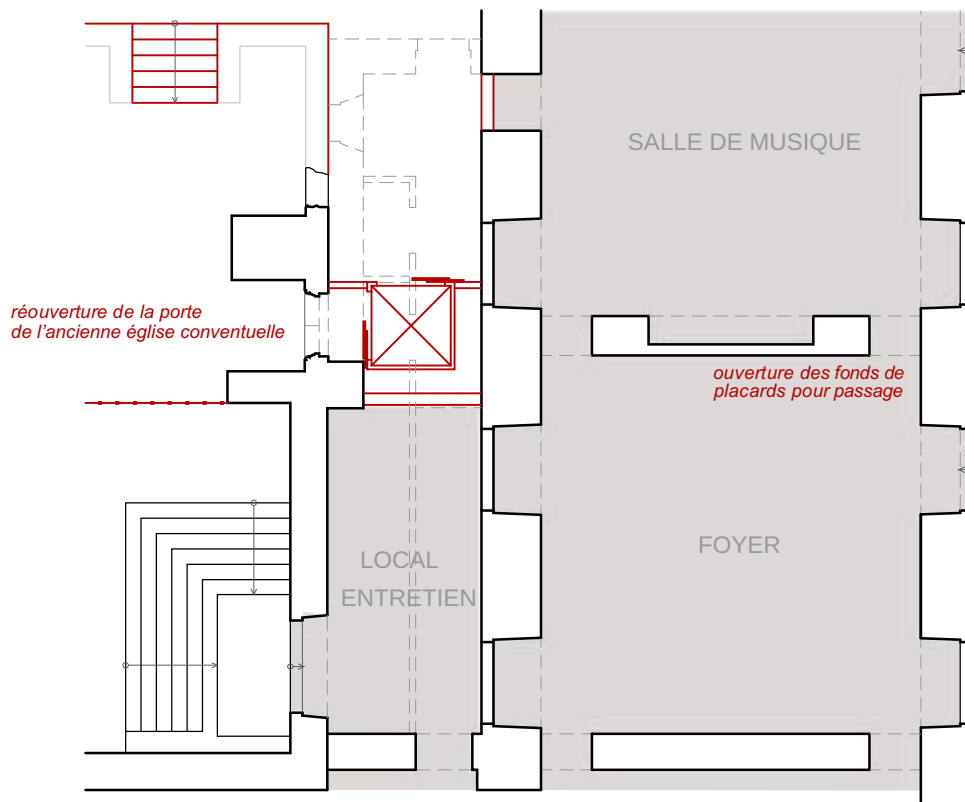 SALLE DE MUSIQUE
réouverture de la porte
de l'ancienne église conventuelle
ouverture des fonds de
placards pour passage
FOYER
LOCAL
ENTRETIEN